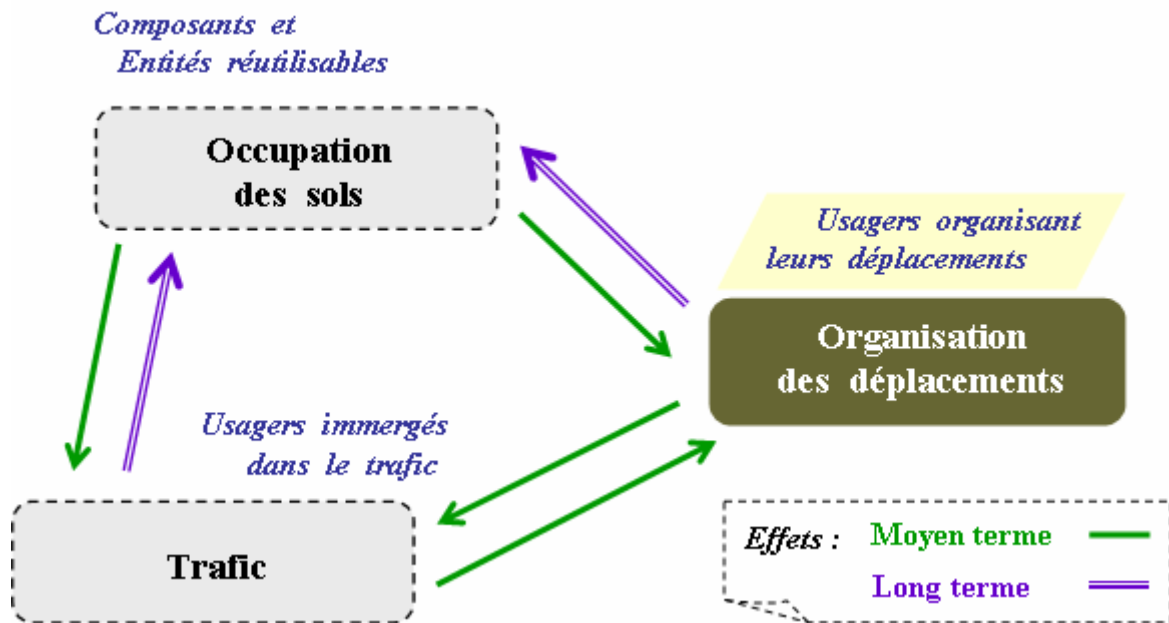 Composants et
Entités réutilisables
Occupation
des sols
Usagers organisant
leurs déplacements
Organisation
des déplacements
Usagers immergés
dans le trafic
Trafic
Effets : Moyen terme
Long terme